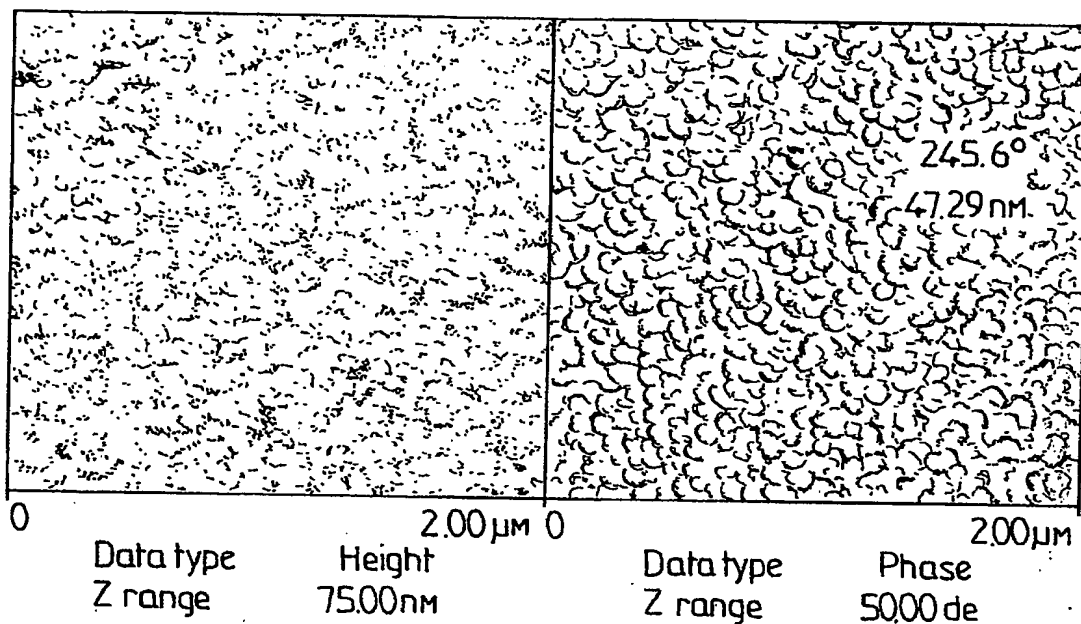 245.6°
47.29 nM.
0 2.00 µM 0 2.00 µM
Data type Height Data type Phase
Z range 75.00 nM Z range 50.00 de